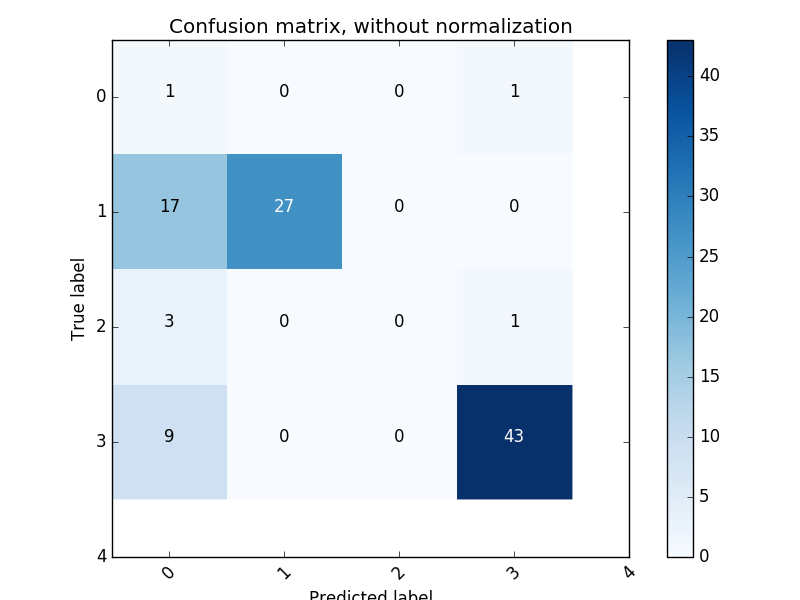 Confusion matrix, without normalization
True label
0 1 0 0 1
1 17 27 0 0
2 3 0 0 1
3 9 0 0 43
4
0 1 2 3 4
Predicted label
40
35
30
25
20
15
10
5
0